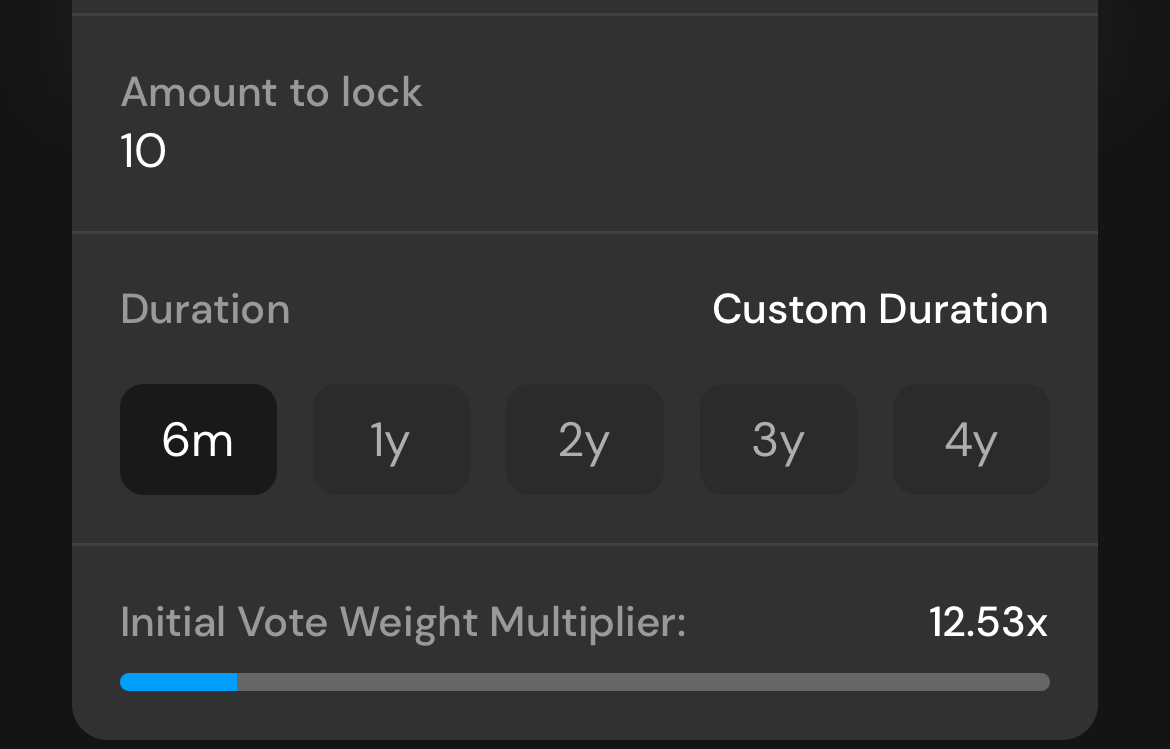 Amount to lock
10
Duration Custom Duration
6m 1y 2y 3y 4y
Initial Vote Weight Multiplier: 12.53x